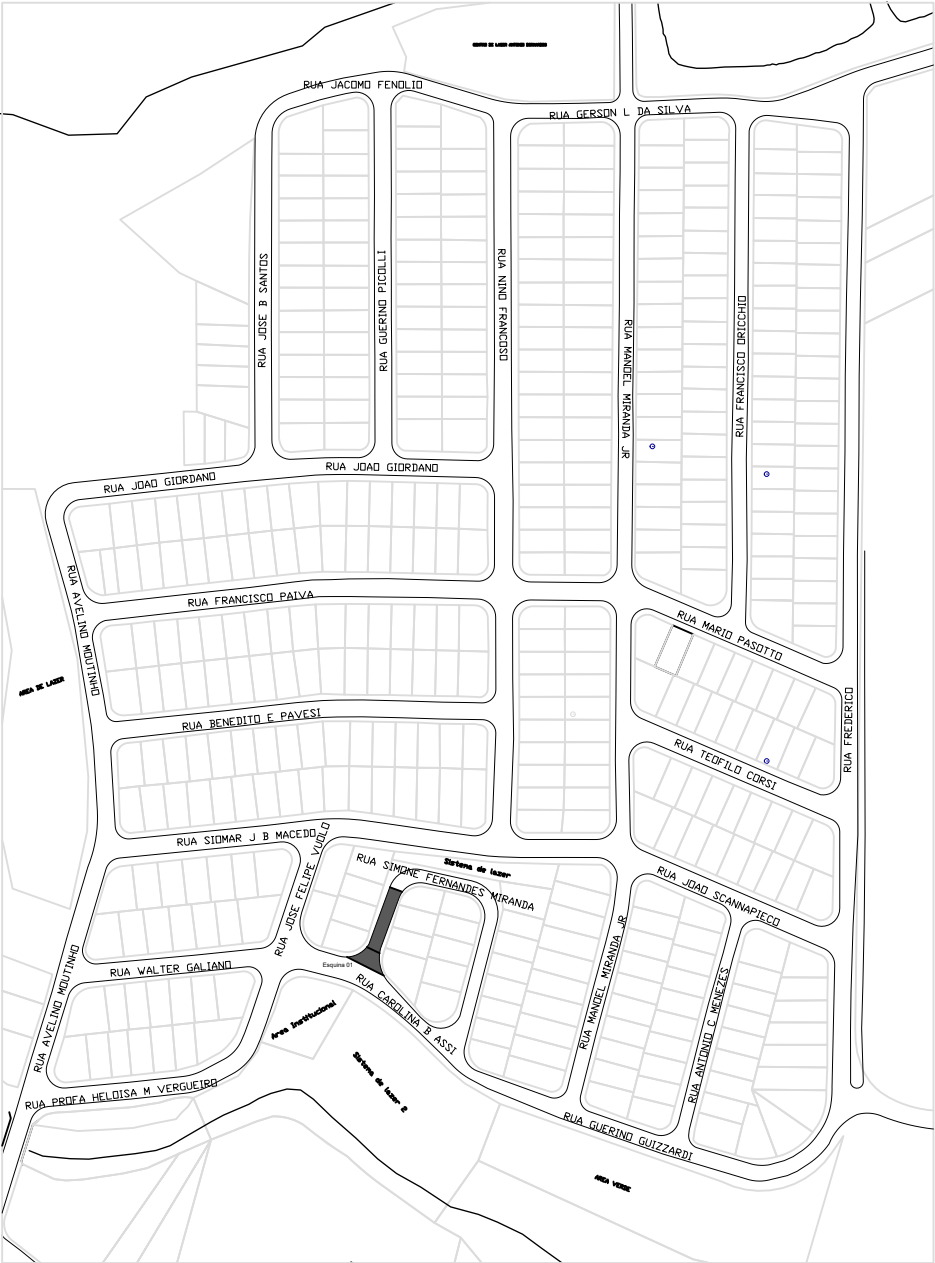 RUA JACOMO FENOLIO
RUA GERSON L DA SILVA
RUA JOSE B SANTOS
RUA GUERINO PICOLLI
RUA NINO FRANCOSO
RUA MANOEL MIRANDA JR
RUA FRANCISCO ORICCHIO
RUA JOAO GIORDANO
RUA JOAO GIORDANO
RUA AVELINO MOUTINHO
RUA FRANCISCO PAIVA
RUA MARIO PASOTTO
AREA DE LAZER
RUA FREDERICO
RUA BENEDITO E PAVESI
RUA TEOFILO CORSI
RUA SIOMAR J B MACEDO
RUA JOSE FELIPE VUOLO
Sistema de lazer
RUA SIMONE FERNANDES MIRANDA
RUA JOAO SCANNAPIECO
RUA MANOEL MIRANDA JR
RUA ANTONIO C MENEZES
RUA WALTER GALIANO
Esquina 01
RUA CAROLINA B ASSI
RUA AVELINO MOUTINHO
Area Institucional
Sistema de lazer 2
RUA PROFA HELOISA M VERGUEIRO
RUA GUERINO GUIZZARDI
AREA VERDE